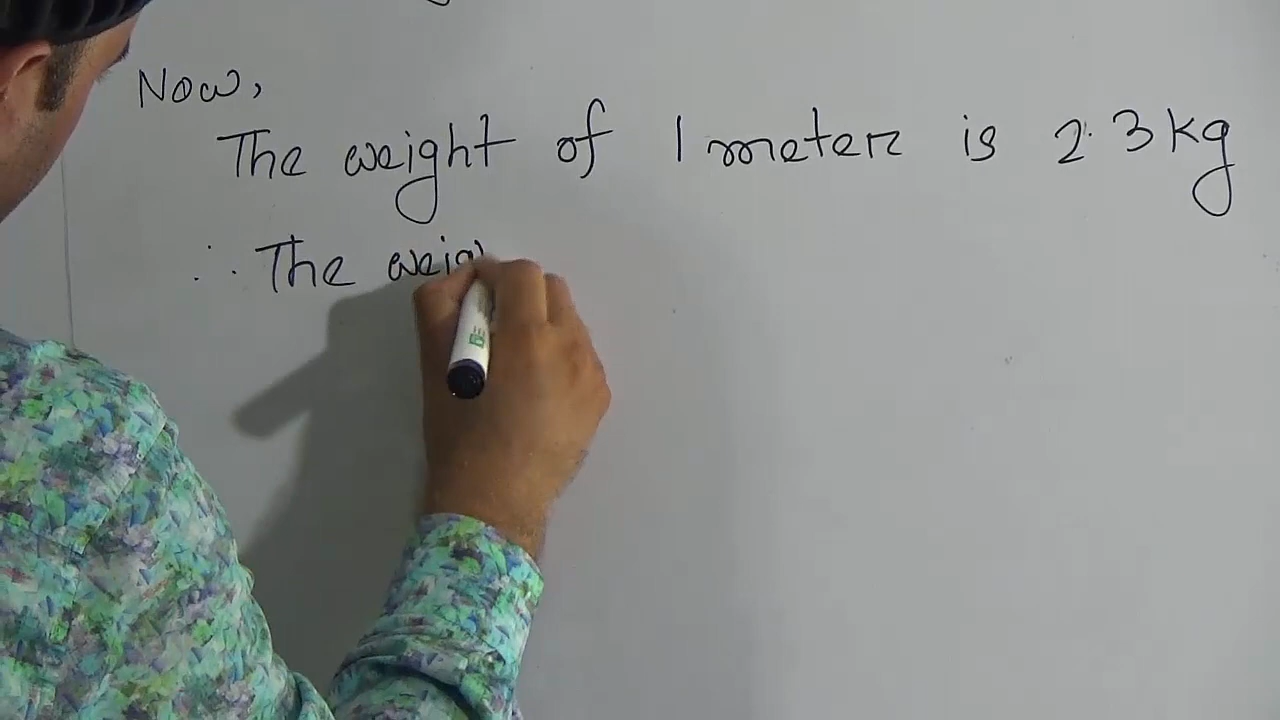 Now,
The weight of 1 meter is 2.3 kg
∴ The weig